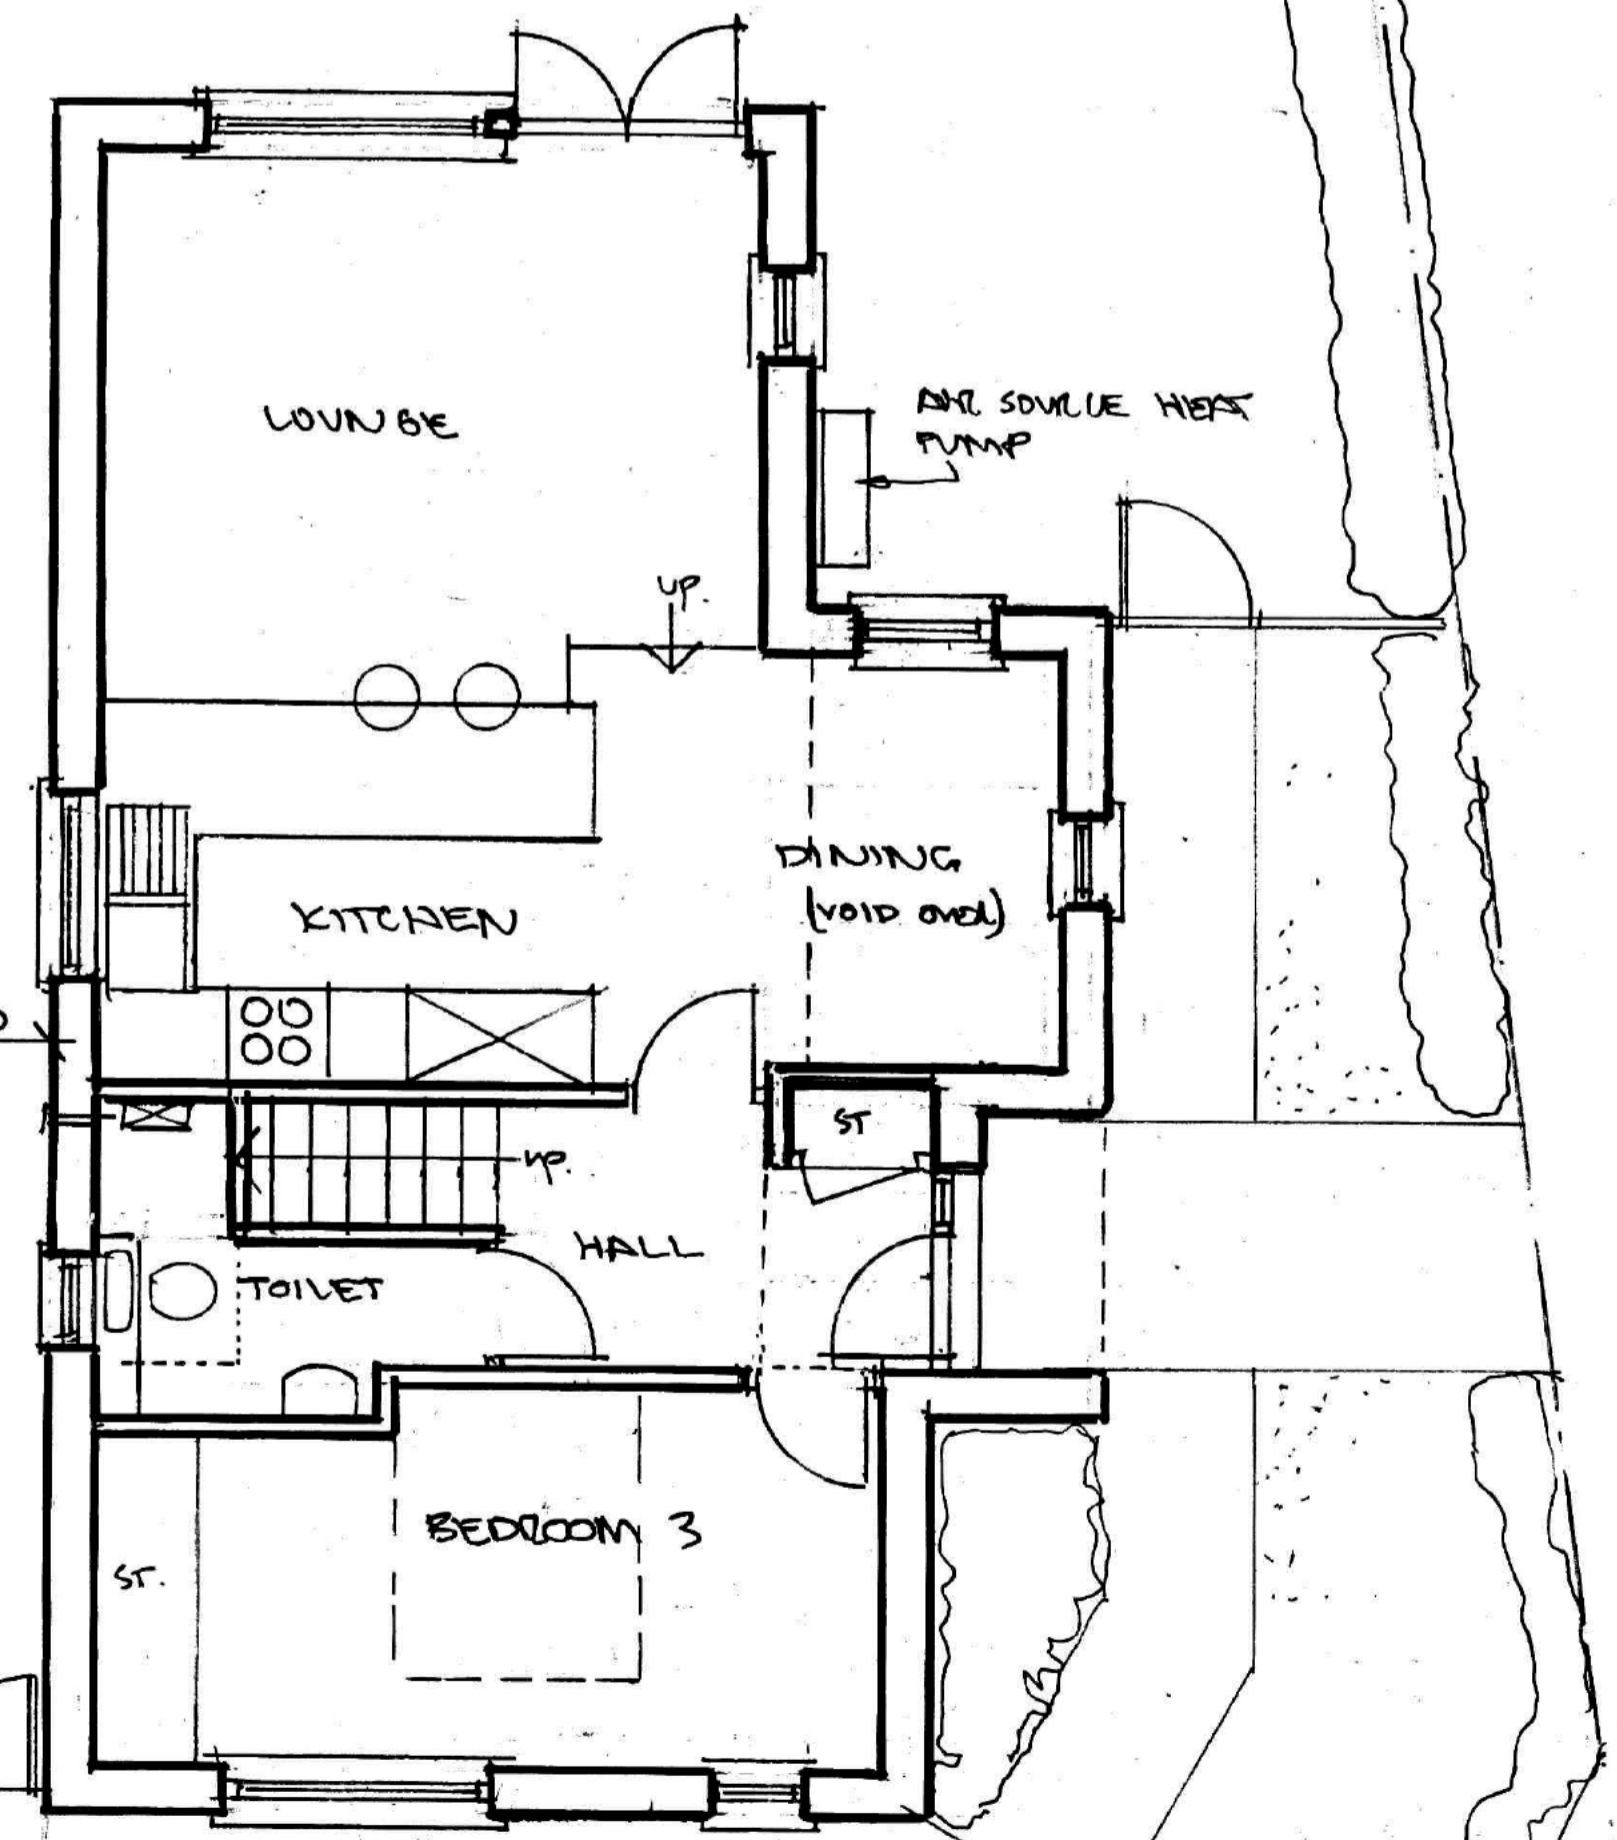 LOUNGE
AIR SOURCE HEAT
PUMP
UP.
DINING
(VOID OVER)
KITCHEN
ST
UP.
HALL
TOILET
BEDROOM 3
ST.